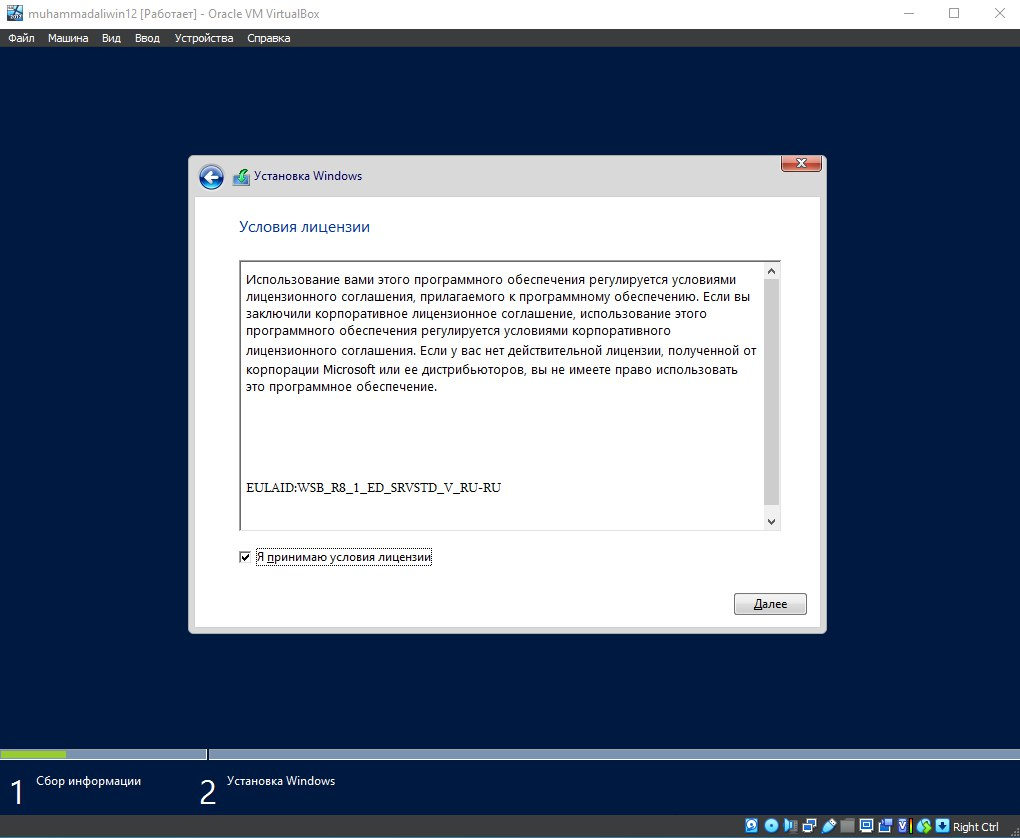 muhammadaliwin12 [Работает] - Oracle VM VirtualBox
Файл Машина Вид Ввод Устройства Справка
Установка Windows
Условия лицензии
Использование вами этого программного обеспечения регулируется условиями
лицензионного соглашения, прилагаемого к программному обеспечению. Если вы
заключили корпоративное лицензионное соглашение, использование этого
программного обеспечения регулируется условиями корпоративного
лицензионного соглашения. Если у вас нет действительной лицензии, полученной от
корпорации Microsoft или ее дистрибьюторов, вы не имеете право использовать
это программное обеспечение.
EULAID:WSB_R8_1_ED_SRVSTD_V_RU-RU
Я принимаю условия лицензии
Далее
1 Сбор информации
2 Установка Windows
Right Ctrl